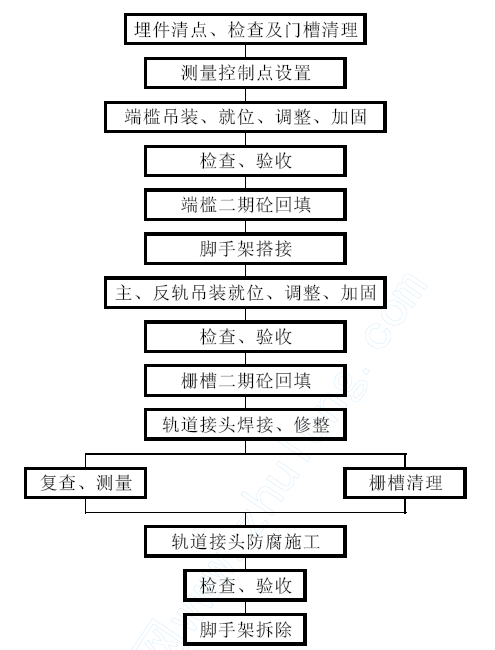 埋件清点、检查及门槽清理
测量控制点设置
端槛吊装、就位、调整、加固
检查、验收
端槛二期砼回填
脚手架搭接
主、反轨吊装就位、调整、加固
检查、验收
栅槽二期砼回填
轨道接头焊接、修整
复查、测量
栅槽清理
轨道接头防腐施工
检查、验收
脚手架拆除